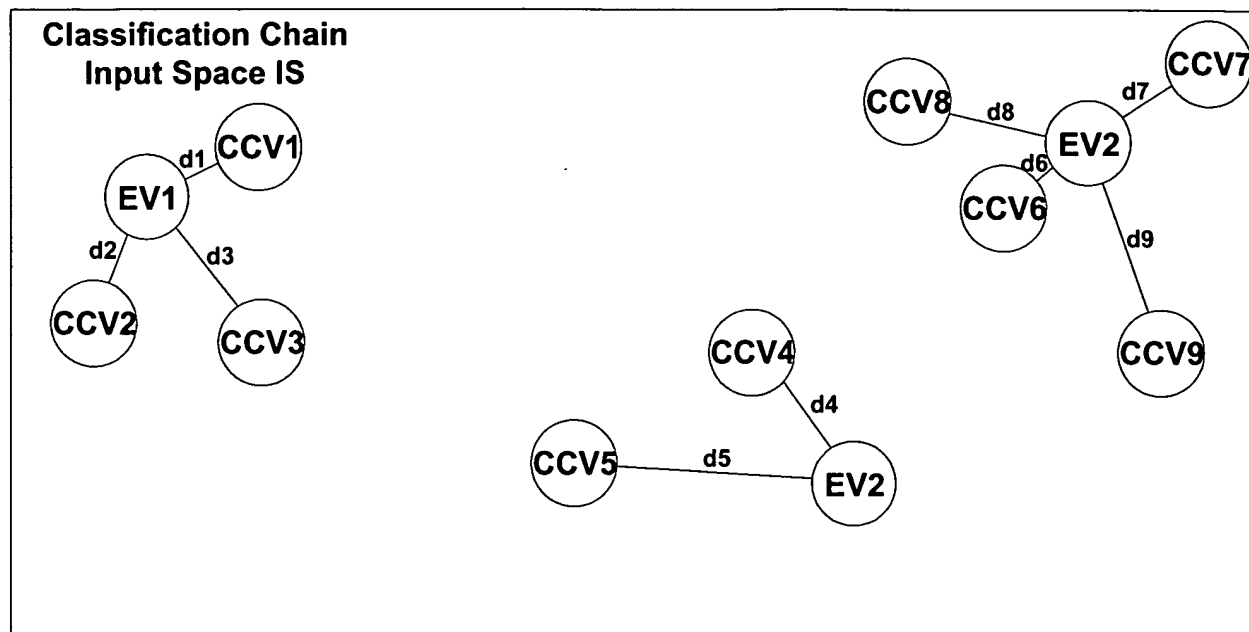 Classification Chain
Input Space IS
CCV1
d1
EV1
d2
d3
CCV2
CCV3
CCV7
CCV8
d7
d8
EV2
d6
CCV6
d9
CCV9
CCV4
d4
CCV5
d5
EV2